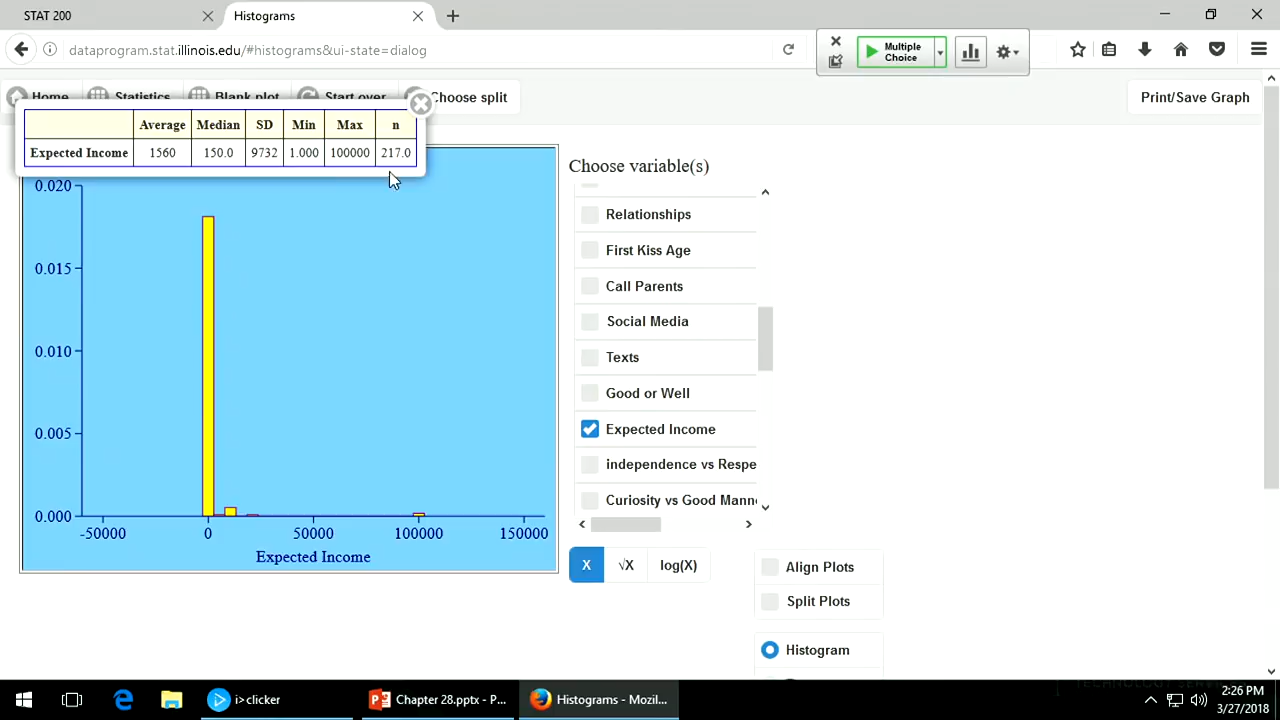 STAT 200
Histograms
dataprogram.stat.illinois.edu/#histograms&ui-state=dialog
Multiple
Choice
Home
Statistics
Blank plot
Start over
Choose split
Print/Save Graph
Average Median SD Min Max n
Expected Income 1560 150.0 9732 1.000 100000 217.0
Choose variable(s)
0.020
0.015
0.010
0.005
0.000
-50000 0 50000 100000 150000
Expected Income
Relationships
First Kiss Age
Call Parents
Social Media
Texts
Good or Well
Expected Income
independence vs Respe
Curiosity vs Good Mann
X √X log(X)
Align Plots
Split Plots
Histogram
i>clicker
Chapter 28.pptx - P...
Histograms - Mozil...
2:26 PM
3/27/2018